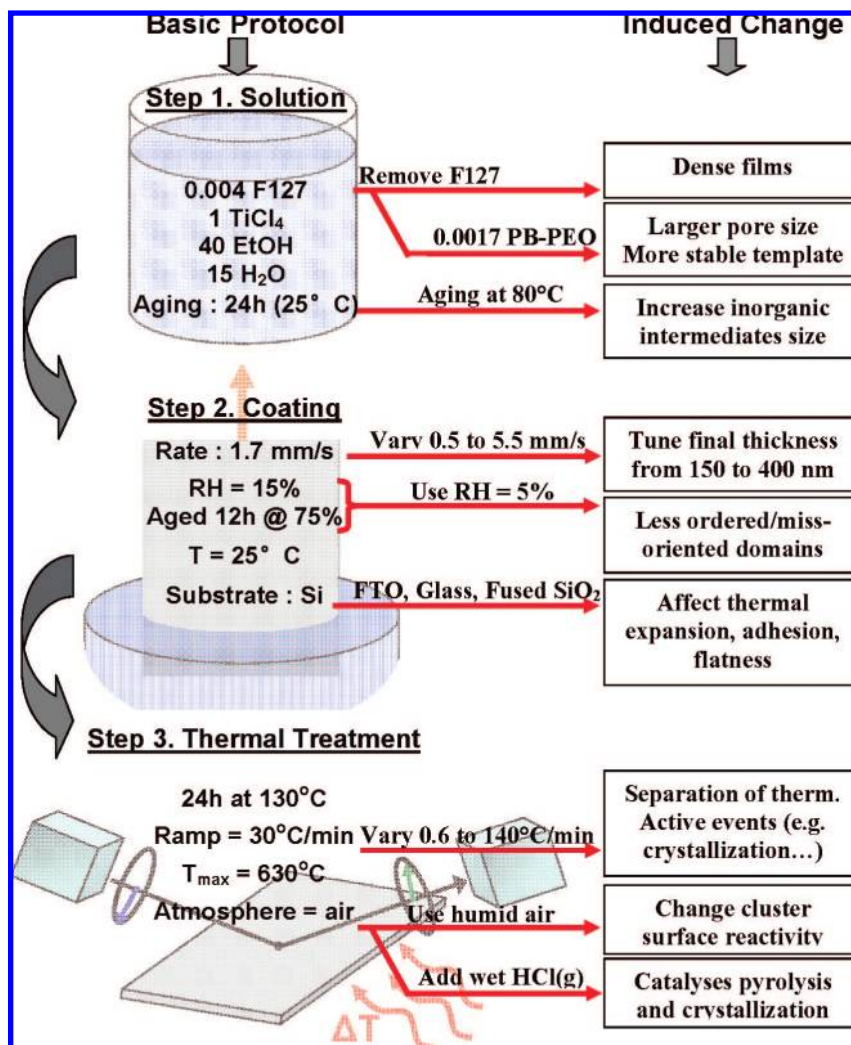 Basic Protocol
Induced Change
Step 1. Solution
0.004 F127
1 TiCl₄
40 EtOH
15 H₂O
Aging : 24h (25° C)
Remove F127
0.0017 PB-PEO
Aging at 80°C
Dense films
Larger pore size
More stable template
Increase inorganic
intermediates size
Step 2. Coating
Rate : 1.7 mm/s
RH = 15%
Aged 12h @ 75%
T = 25° C
Substrate : Si
Vary 0.5 to 5.5 mm/s
Use RH = 5%
FTO, Glass, Fused SiO₂
Tune final thickness
from 150 to 400 nm
Less ordered/miss-
oriented domains
Affect thermal
expansion, adhesion,
flatness
Step 3. Thermal Treatment
24h at 130°C
Ramp = 30°C/min
Tmax = 630°C
Atmosphere = air
Vary 0.6 to 140°C/min
Use humid air
Add wet HCl(g)
ΔT
Separation of therm.
Active events (e.g.
crystallization…)
Change cluster
surface reactivity
Catalyses pyrolysis
and crystallization